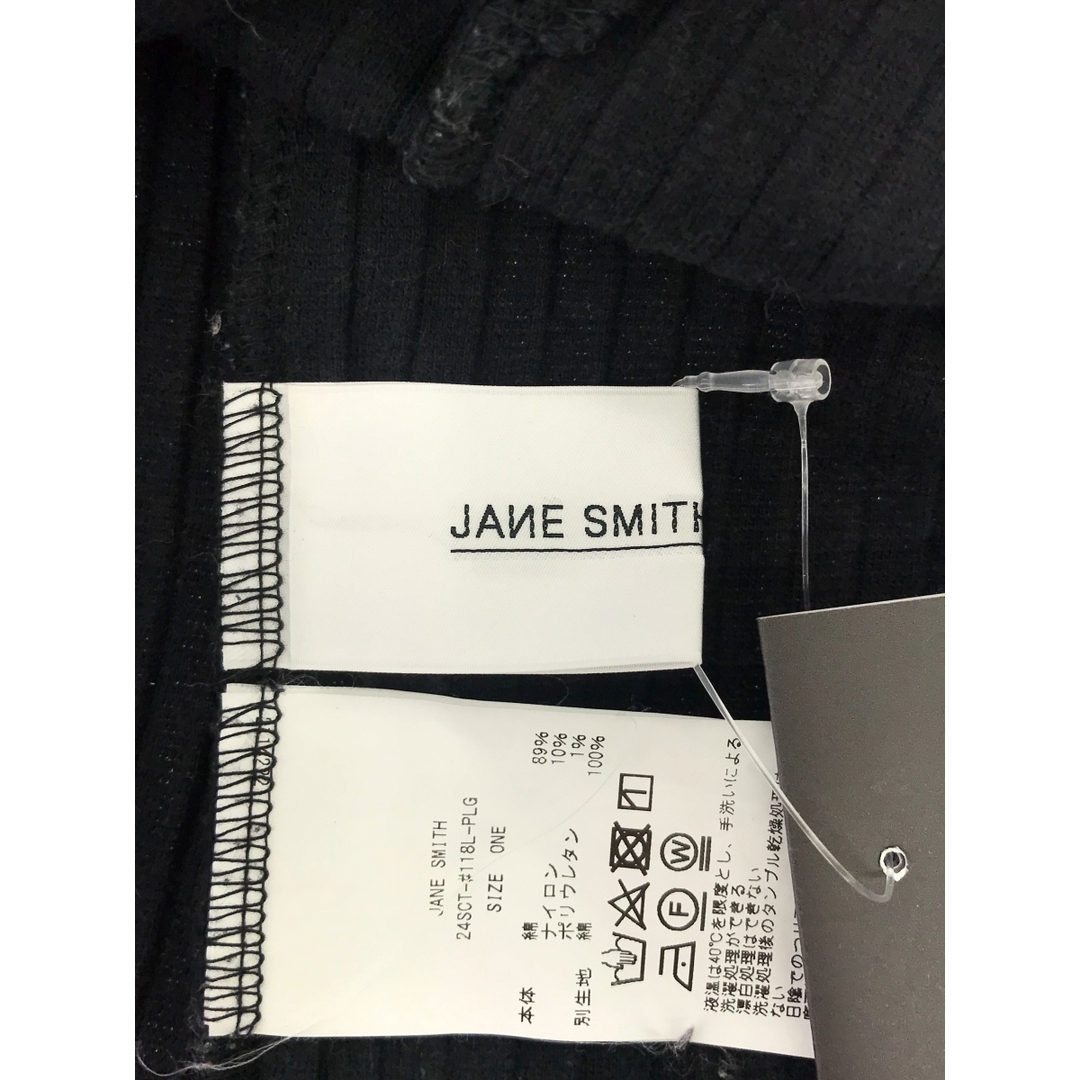 JANE SMITH
JANE SMITH
24SCT-#118L-PLG
SIZE ONE
本体 綿 89%
ナイロン 10%
ポリウレタン 1%
別生地 綿 100%
W
F
液温は40℃を限度とし、手洗いによる
洗濯処理ができる
漂白処理はできない
洗濯処理後のタンブル乾燥処理
ない
日陰でのつり